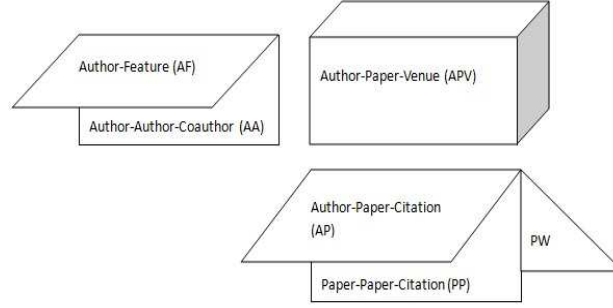 Author-Feature (AF)
Author-Author-Coauthor (AA)
Author-Paper-Venue (APV)
Author-Paper-Citation
(AP)
Paper-Paper-Citation (PP)
PW